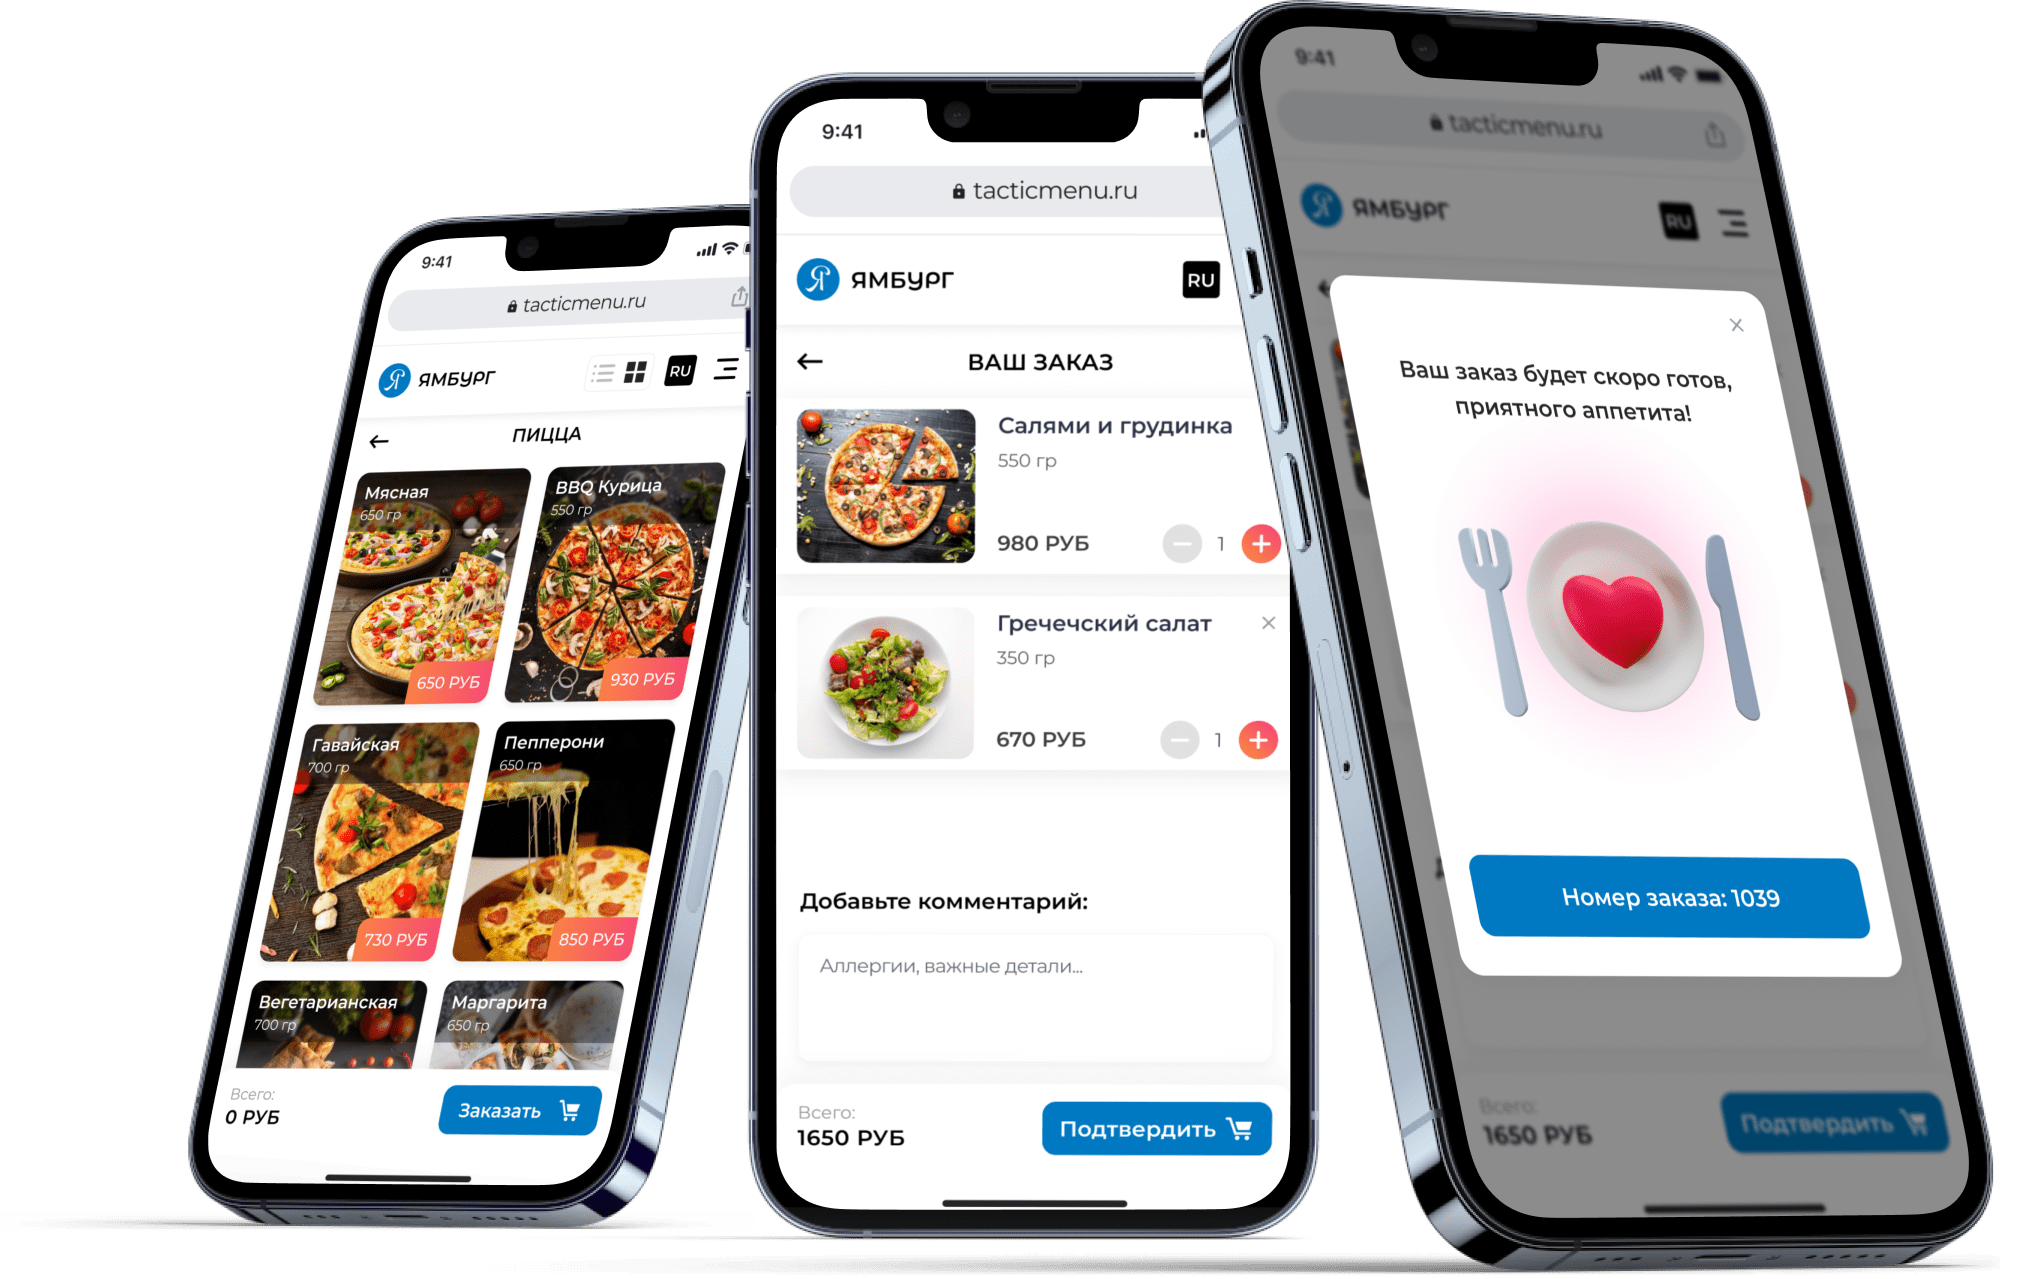 9:41
tacticmenu.ru
Я ЯМБУРГ
RU
ПИЦЦА
Мясная
650 гр
650 РУБ
BBQ Курица
550 гр
930 РУБ
Гавайская
700 гр
730 РУБ
Пепперони
650 гр
850 РУБ
Вегетарианская
700 гр
Маргарита
650 гр
Всего:
0 РУБ
Заказать
9:41
tacticmenu.ru
Я ЯМБУРГ
RU
ВАШ ЗАКАЗ
Салями и грудинка
550 гр
980 РУБ
1
Гречечский салат
350 гр
670 РУБ
1
Добавьте комментарий:
Аллергии, важные детали...
Всего:
1650 РУБ
Подтвердить
9:41
tacticmenu.ru
Я ЯМБУРГ
RU
Ваш заказ будет скоро готов,
приятного аппетита!
Номер заказа: 1039
Всего:
1650 РУБ
Подтвердить